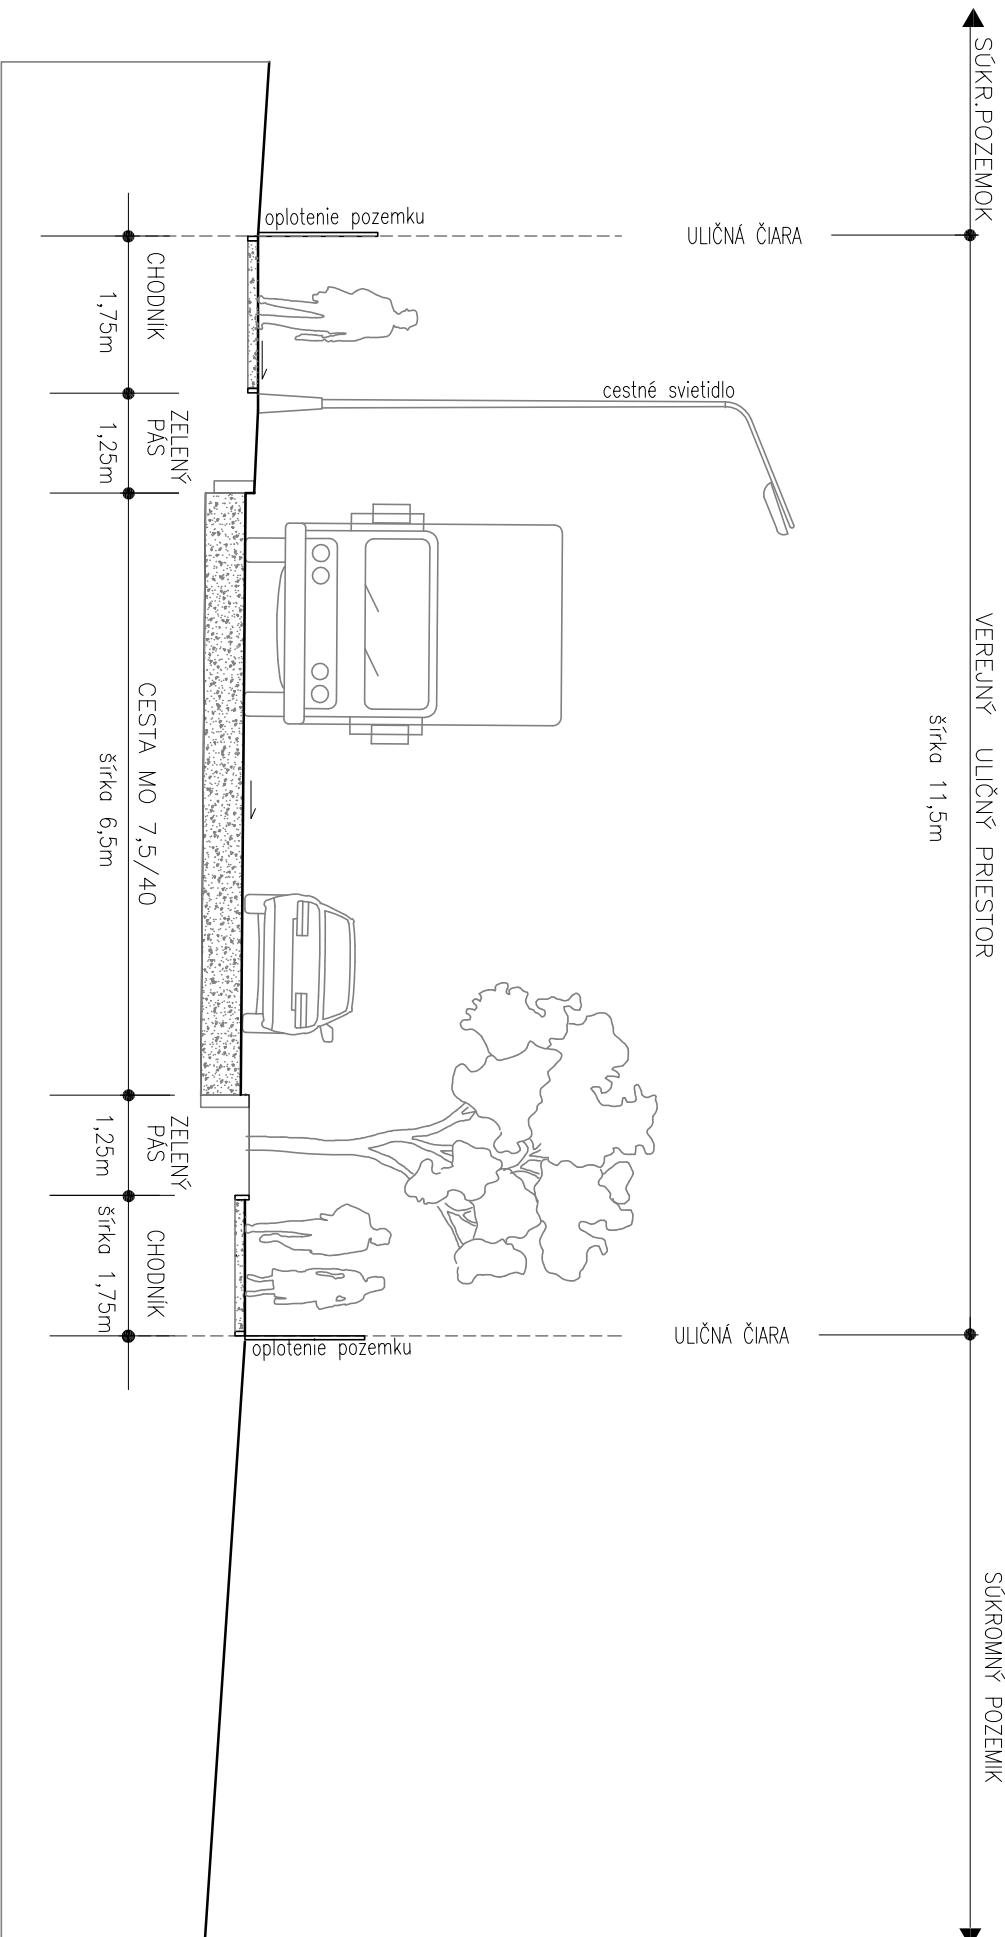 SÚKR.POZEMOK
VEREJNÝ ULIČNÝ PRIESTOR
šírka 11,5m
SÚKROMNÝ POZEMIK
ULIČNÁ ČIARA
ULIČNÁ ČIARA
cestné svietidlo
oplotenie pozemku
oplotenie pozemku
CHODNÍK
1,75m
ZELENÝ
PÁS
1,25m
CESTA MO 7,5/40
šírka 6,5m
ZELENÝ
PÁS
1,25m
CHODNÍK
šírka 1,75m